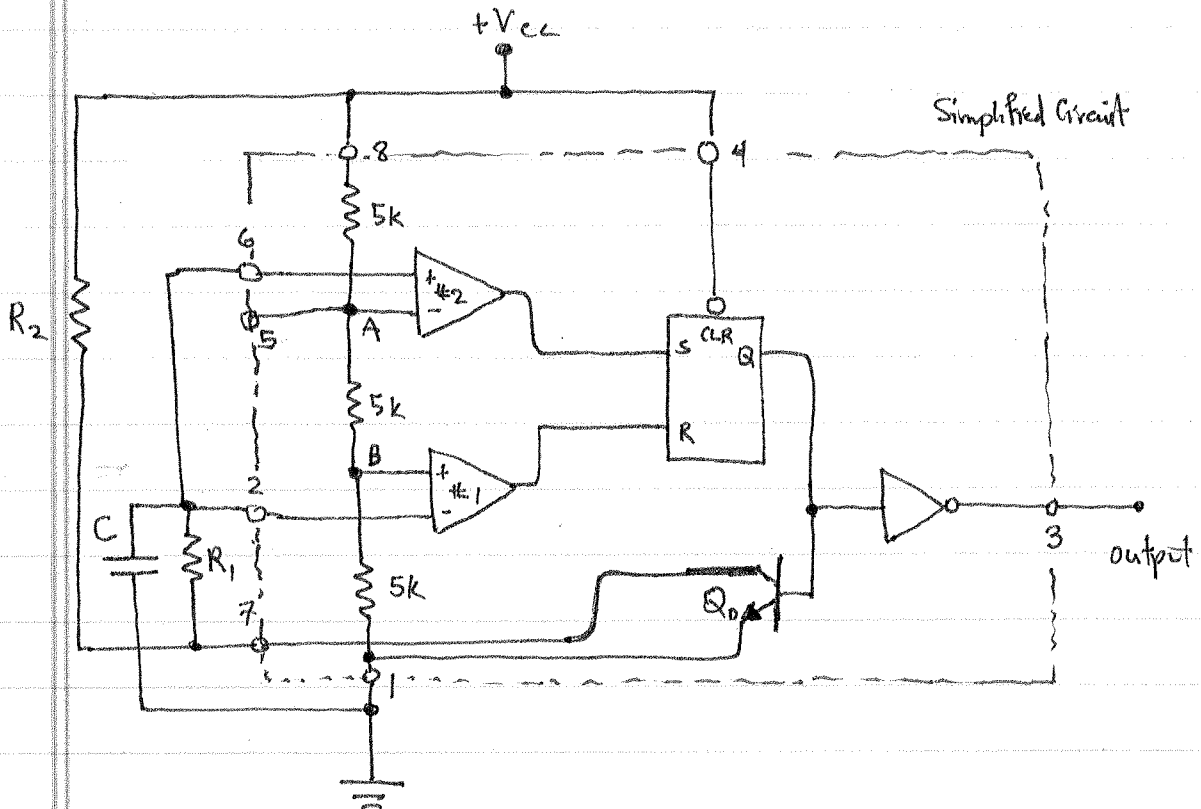 +Vcc
Simplified Circuit
8
4
5k
6
+
#2
-
R2
5
A
S
CLR
Q
5k
R
B
2
+
#1
-
C
R1
3
output
5k
7
QD
1